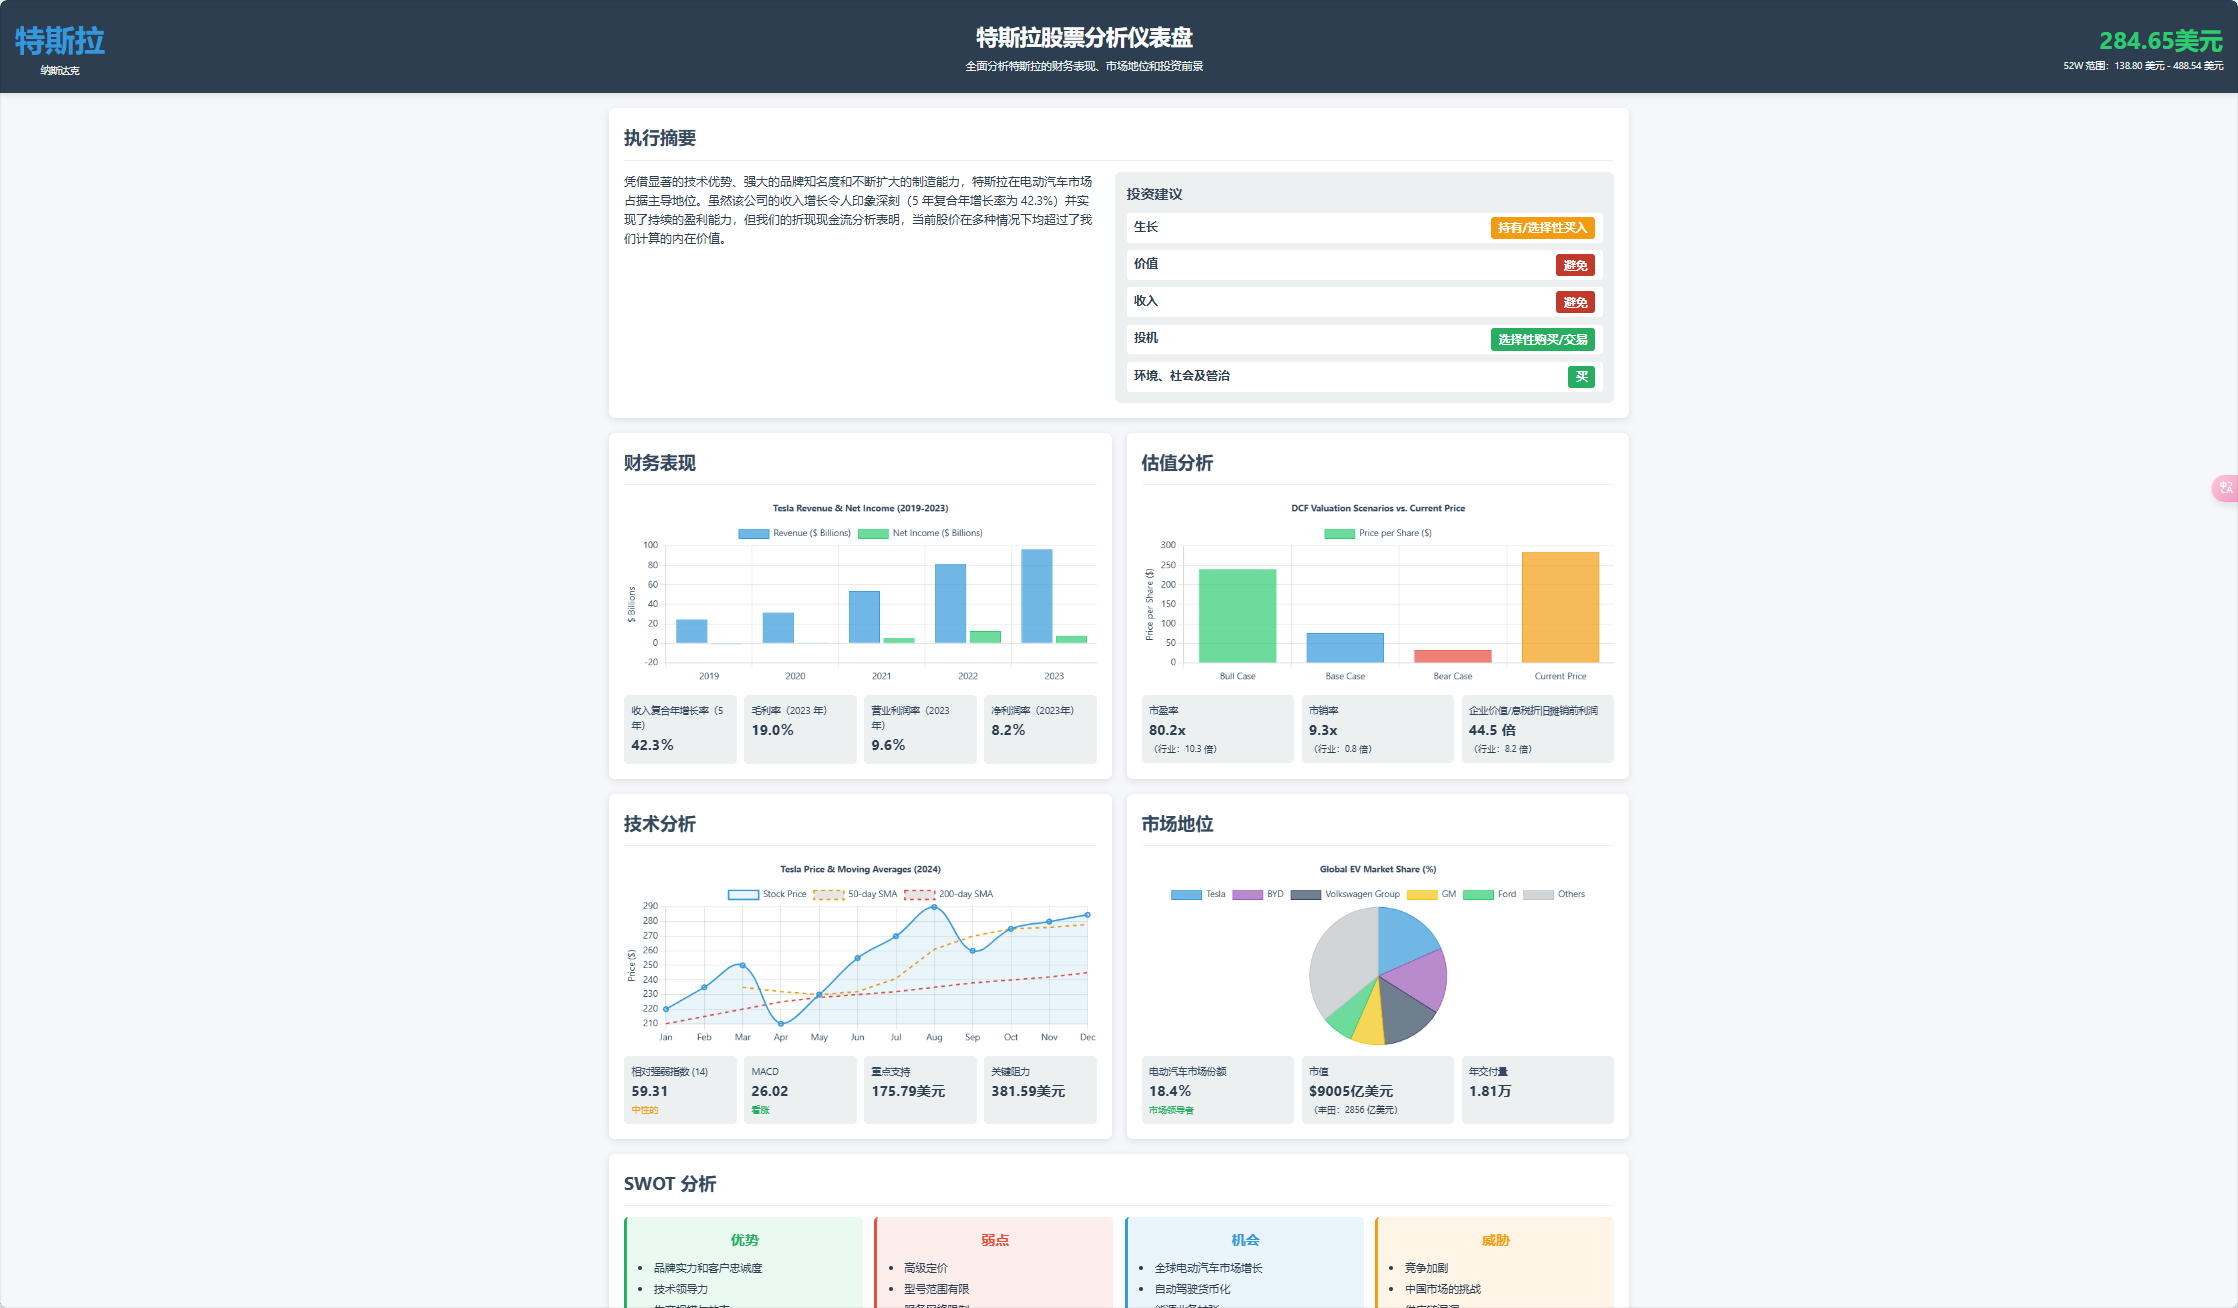 特斯拉
纳斯达克
特斯拉股票分析仪表盘
全面分析特斯拉的财务表现、市场地位和投资前景
284.65美元
52W 范围：138.80 美元 - 488.54 美元
执行摘要
凭借显著的技术优势、强大的品牌知名度和不断扩大的制造能力，特斯拉在电动汽车市场
占据主导地位。虽然该公司的收入增长令人印象深刻（5 年复合年增长率为 42.3%）并实
现了持续的盈利能力，但我们的折现现金流分析表明，当前股价在多种情况下均超过了我
们计算的内在价值。
投资建议
生长
持有/选择性买入
价值
避免
收入
避免
投机
选择性购买/交易
环境、社会及管治
买
财务表现
Tesla Revenue & Net Income (2019-2023)
Revenue ($ Billions)
Net Income ($ Billions)
$ Billions
100
80
60
40
20
0
-20
2019
2020
2021
2022
2023
收入复合年增长率（5
年）
42.3%
毛利率（2023 年）
19.0%
营业利润率（2023
年）
9.6%
净利润率（2023年）
8.2%
估值分析
DCF Valuation Scenarios vs. Current Price
Price per Share ($)
Price per Share ($)
300
250
200
150
100
50
0
Bull Case
Base Case
Bear Case
Current Price
市盈率
80.2x
（行业：10.3 倍）
市销率
9.3x
（行业：0.8 倍）
企业价值/息税折旧摊销前利润
44.5 倍
（行业：8.2 倍）
技术分析
Tesla Price & Moving Averages (2024)
Stock Price
50-day SMA
200-day SMA
Price ($)
290
280
270
260
250
240
230
220
210
Jan
Feb
Mar
Apr
May
Jun
Jul
Aug
Sep
Oct
Nov
Dec
相对强弱指数 (14)
59.31
中性的
MACD
26.02
看涨
重点支持
175.79美元
关键阻力
381.59美元
市场地位
Global EV Market Share (%)
Tesla
BYD
Volkswagen Group
GM
Ford
Others
电动汽车市场份额
18.4%
市场领导者
市值
$9005亿美元
（丰田：2856 亿美元）
年交付量
1.81万
SWOT 分析
优势
品牌实力和客户忠诚度
技术领导力
弱点
高级定价
型号范围有限
机会
全球电动汽车市场增长
自动驾驶货币化
威胁
竞争加剧
中国市场的挑战